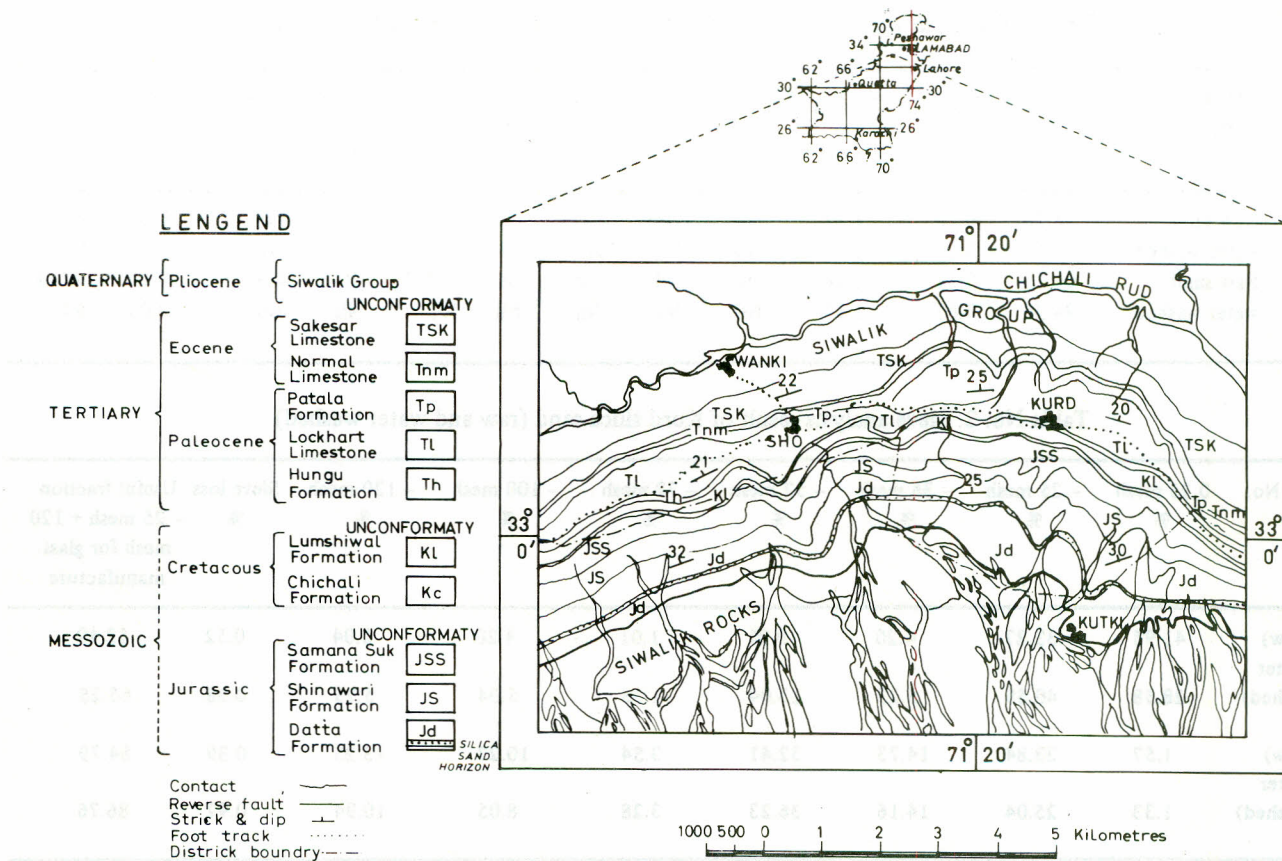 70°
Peshawar
34°
LAMABAD
Lahore
62° 66°
Quetta
30° 30°
74°
26° Karachi 26°
62° 66° 70°
LENGEND
QUATERNARY Pliocene Siwalik Group
UNCONFORMATY
TERTIARY
Eocene
Sakesar Limestone TSK
Normal Limestone Tnm
Paleocene
Patala Formation Tp
Lockhart Formation TL
Hungu Formation Th
UNCONFORMATY
MESSOZOIC
Cretacous
Lumshiwal Formation Kl
Chichali Formation Kc
UNCONFORMATY
Jurassic
Samana Suk Formation JSS
Shinawari Formation JS
Datta Formation Jd
SILICA SAND HORIZON
Contact
Reverse fault
Strick & dip
Foot track
Districk boundry
71° 20'
CHICHALI RUD
SIWALIK GROUP
WANKI
TSK
22
Tp
25
KURD
20
TSK
Tnm
SHO
Tp
Tl
K
Tl
TSK
21
JS
JSS
Kl
Tl
Th
Kl
Jd
25
Tp
Tnm
33° 0'
JSS
32
Jd
JS
33° 0'
JS
Jd
Jd
30
Jd
SIWALIK ROCKS
KUTKI
71° 20'
1000 500 0 1 2 3 4 5 Kilometres